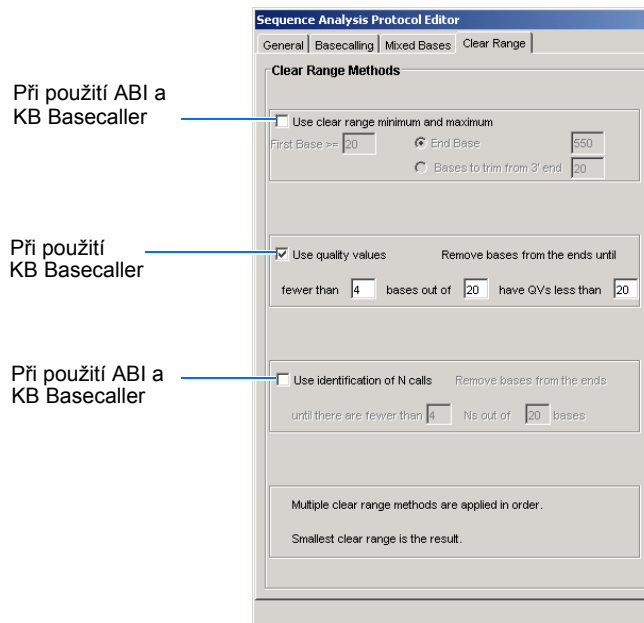 Sequence Analysis Protocol Editor
General Basecalling Mixed Bases Clear Range
Clear Range Methods
Při použití ABI a
KB Basecaller
Use clear range minimum and maximum
First Base >= 20 End Base 550
Bases to trim from 3' end 20
Při použití
KB Basecaller
Use quality values Remove bases from the ends until
fewer than 4 bases out of 20 have QVs less than 20
Při použití ABI a
KB Basecaller
Use identification of N calls Remove bases from the ends
until there are fewer than 4 Ns out of 20 bases
Multiple clear range methods are applied in order.
Smallest clear range is the result.